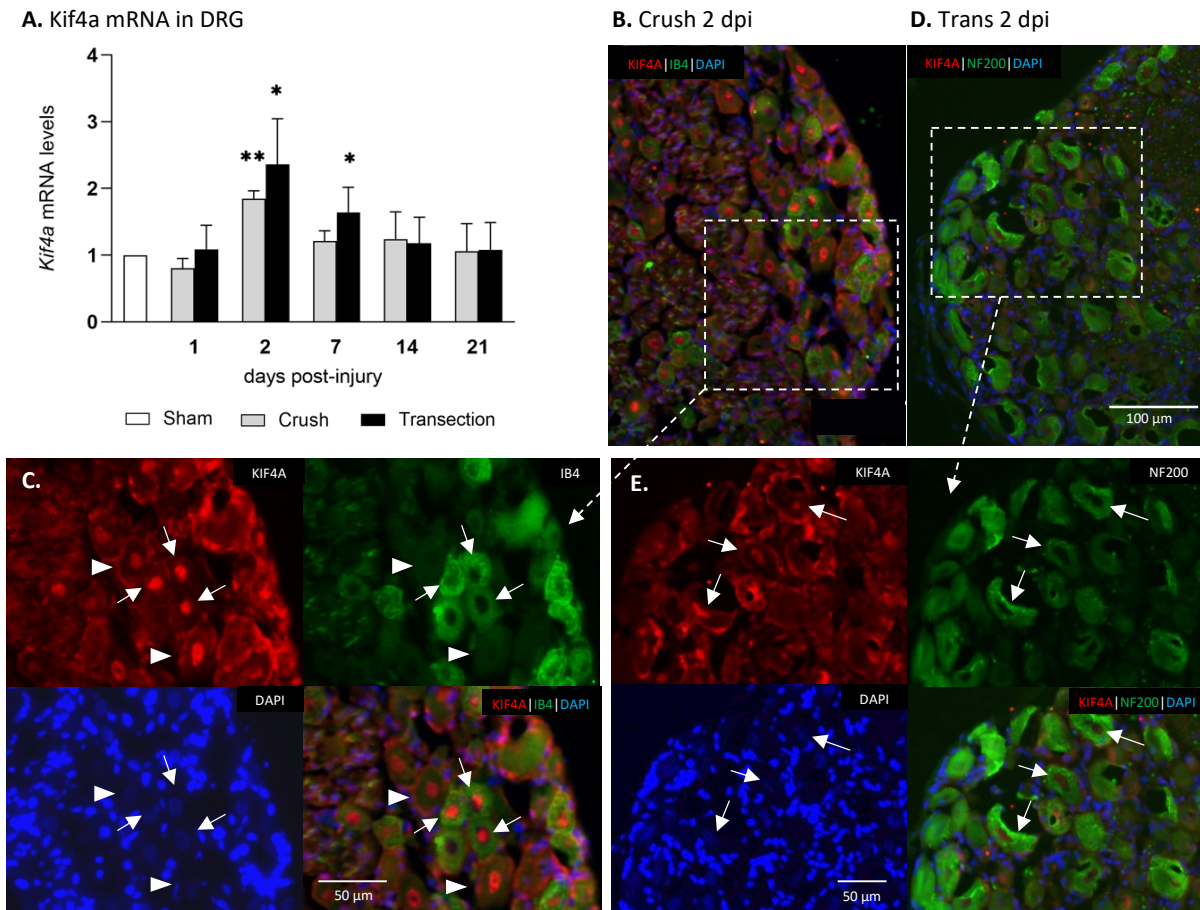 A. Kif4a mRNA in DRG
Kif4a mRNA levels
4
3
2
1
0
** * *
1 2 7 14 21
days post-injury
Sham Crush Transection
B. Crush 2 dpi
KIF4A|IB4|DAPI
D. Trans 2 dpi
KIF4A|NF200|DAPI
100 µm
C.
KIF4A
IB4
DAPI
KIF4A|IB4|DAPI
50 µm
E.
KIF4A
NF200
DAPI
50 µm
KIF4A|NF200|DAPI